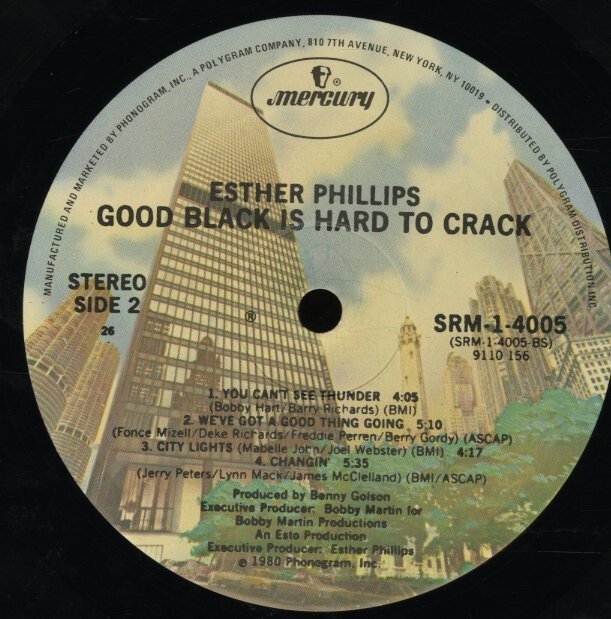 MANUFACTURED AND MARKETED BY PHONOGRAM, INC., A POLYGRAM COMPANY, 810 7TH AVENUE, NEW YORK, NY 10019 • DISTRIBUTED BY POLYGRAM DISTRIBUTION INC.
mercury®
ESTHER PHILLIPS
GOOD BLACK IS HARD TO CRACK
STEREO
SIDE 2
26
®
SRM-1-4005
(SRM-1-4005-BS)
9110 156
1. YOU CAN'T SEE THUNDER 4:05
(Bobby Hart/Barry Richards) (BMI)
2. WE'VE GOT A GOOD THING GOING 5:10
(Fonce Mizell/Deke Richards/Freddie Perren/Berry Gordy) (ASCAP)
3. CITY LIGHTS (Mabelle John/Joel Webster) (BMI) 4:17
4. CHANGIN' 5:35
(Jerry Peters/Lynn Mack/James McClelland) (BMI/ASCAP)
Produced by Benny Golson
Executive Producer: Bobby Martin for
Bobby Martin Productions
An Esto Production
Executive Producer: Esther Phillips
℗ 1980 Phonogram, Inc.